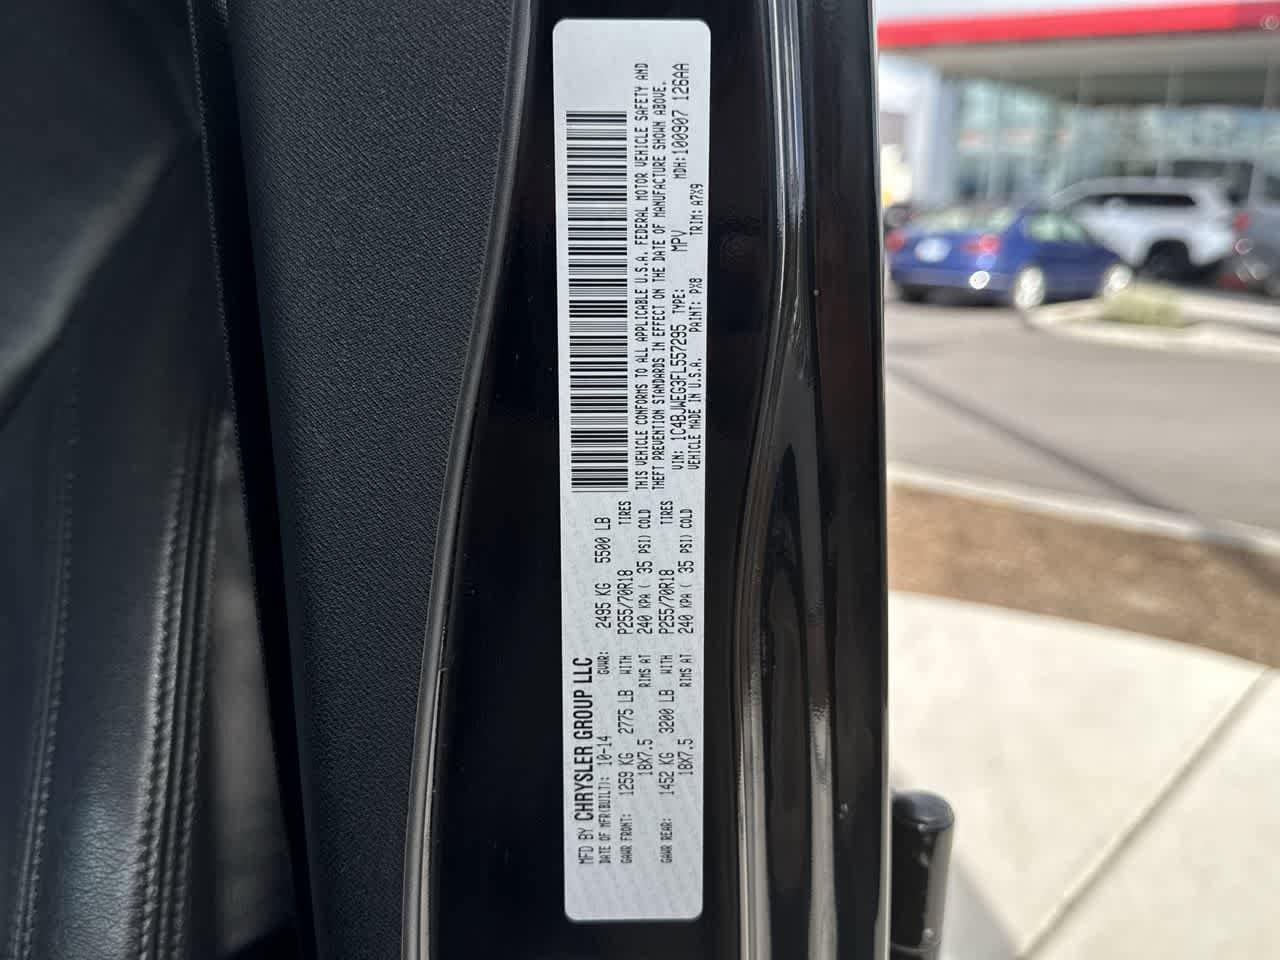 MFD BY CHRYSLER GROUP LLC
DATE OF MFR(BUILT): 10-14 GVWR: 2495 KG 5500 LB
GAWR FRONT: 1259 KG 2775 LB WITH P255/70R18 TIRES
18X7.5 RIMS AT 240 KPA ( 35 PSI) COLD
GAWR REAR: 1452 KG 3200 LB WITH P255/70R18 TIRES
18X7.5 RIMS AT 240 KPA ( 35 PSI) COLD
THIS VEHICLE CONFORMS TO ALL APPLICABLE U.S.A. FEDERAL MOTOR VEHICLE SAFETY AND
THEFT PREVENTION STANDARDS IN EFFECT ON THE DATE OF MANUFACTURE SHOWN ABOVE.
VIN: 1C4BJWEG3FL557295 TYPE: MPV MDH:100907 126AA
VEHICLE MADE IN U.S.A. PAINT: PX8 TRIM: A7X9